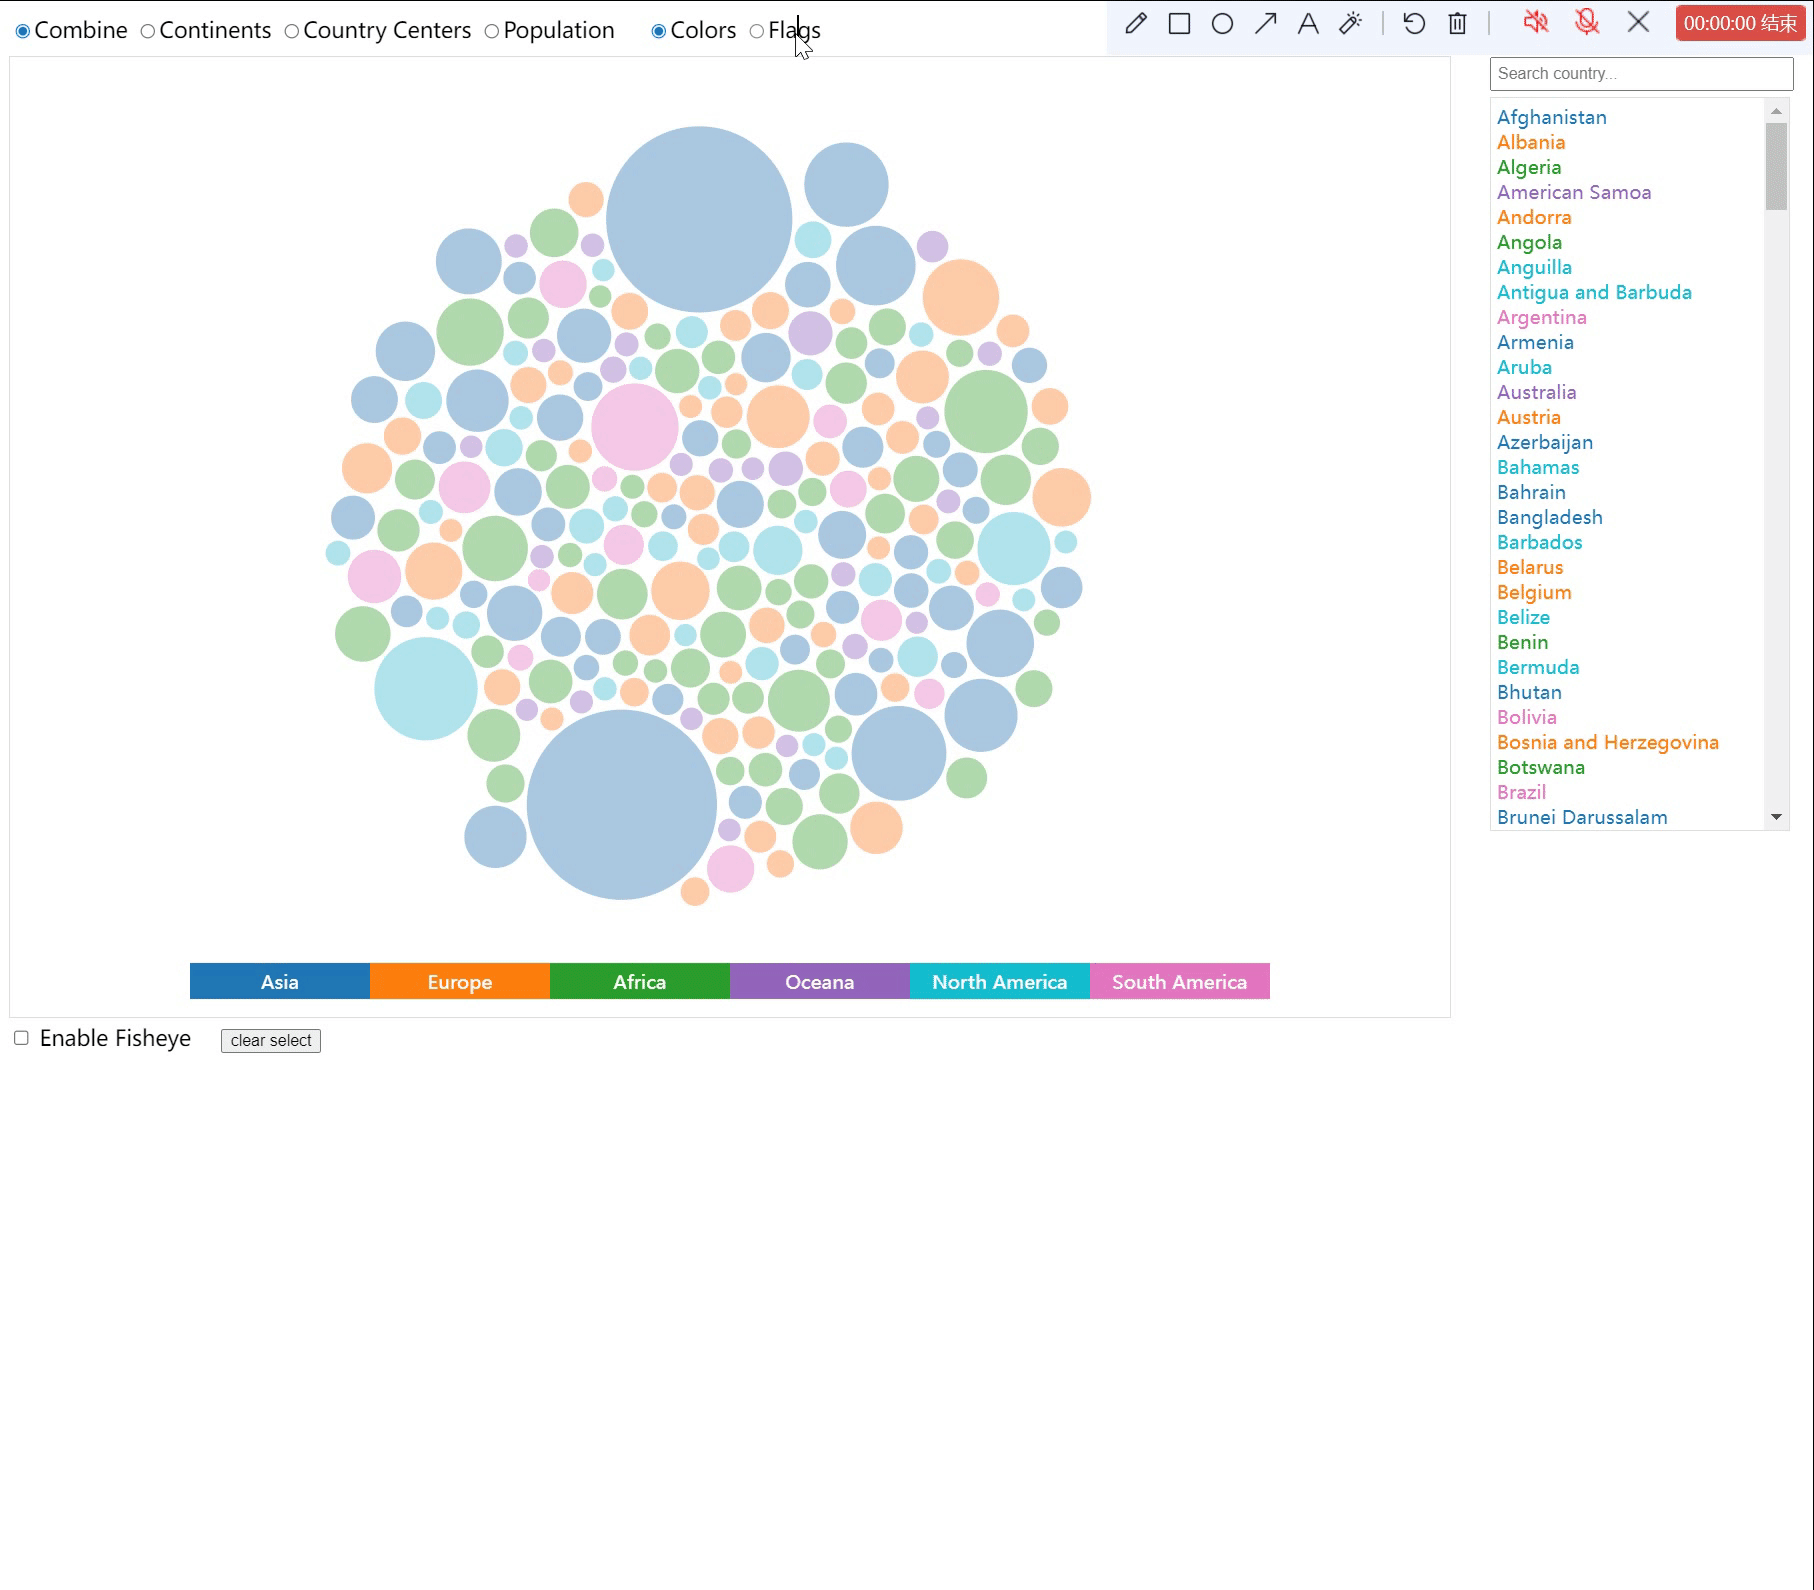 Combine Continents Country Centers Population Colors Flags
00:00:00 结束
Search country...
Afghanistan
Albania
Algeria
American Samoa
Andorra
Angola
Anguilla
Antigua and Barbuda
Argentina
Armenia
Aruba
Australia
Austria
Azerbaijan
Bahamas
Bahrain
Bangladesh
Barbados
Belarus
Belgium
Belize
Benin
Bermuda
Bhutan
Bolivia
Bosnia and Herzegovina
Botswana
Brazil
Brunei Darussalam
Asia Europe Africa Oceana North America South America
Enable Fisheye clear select